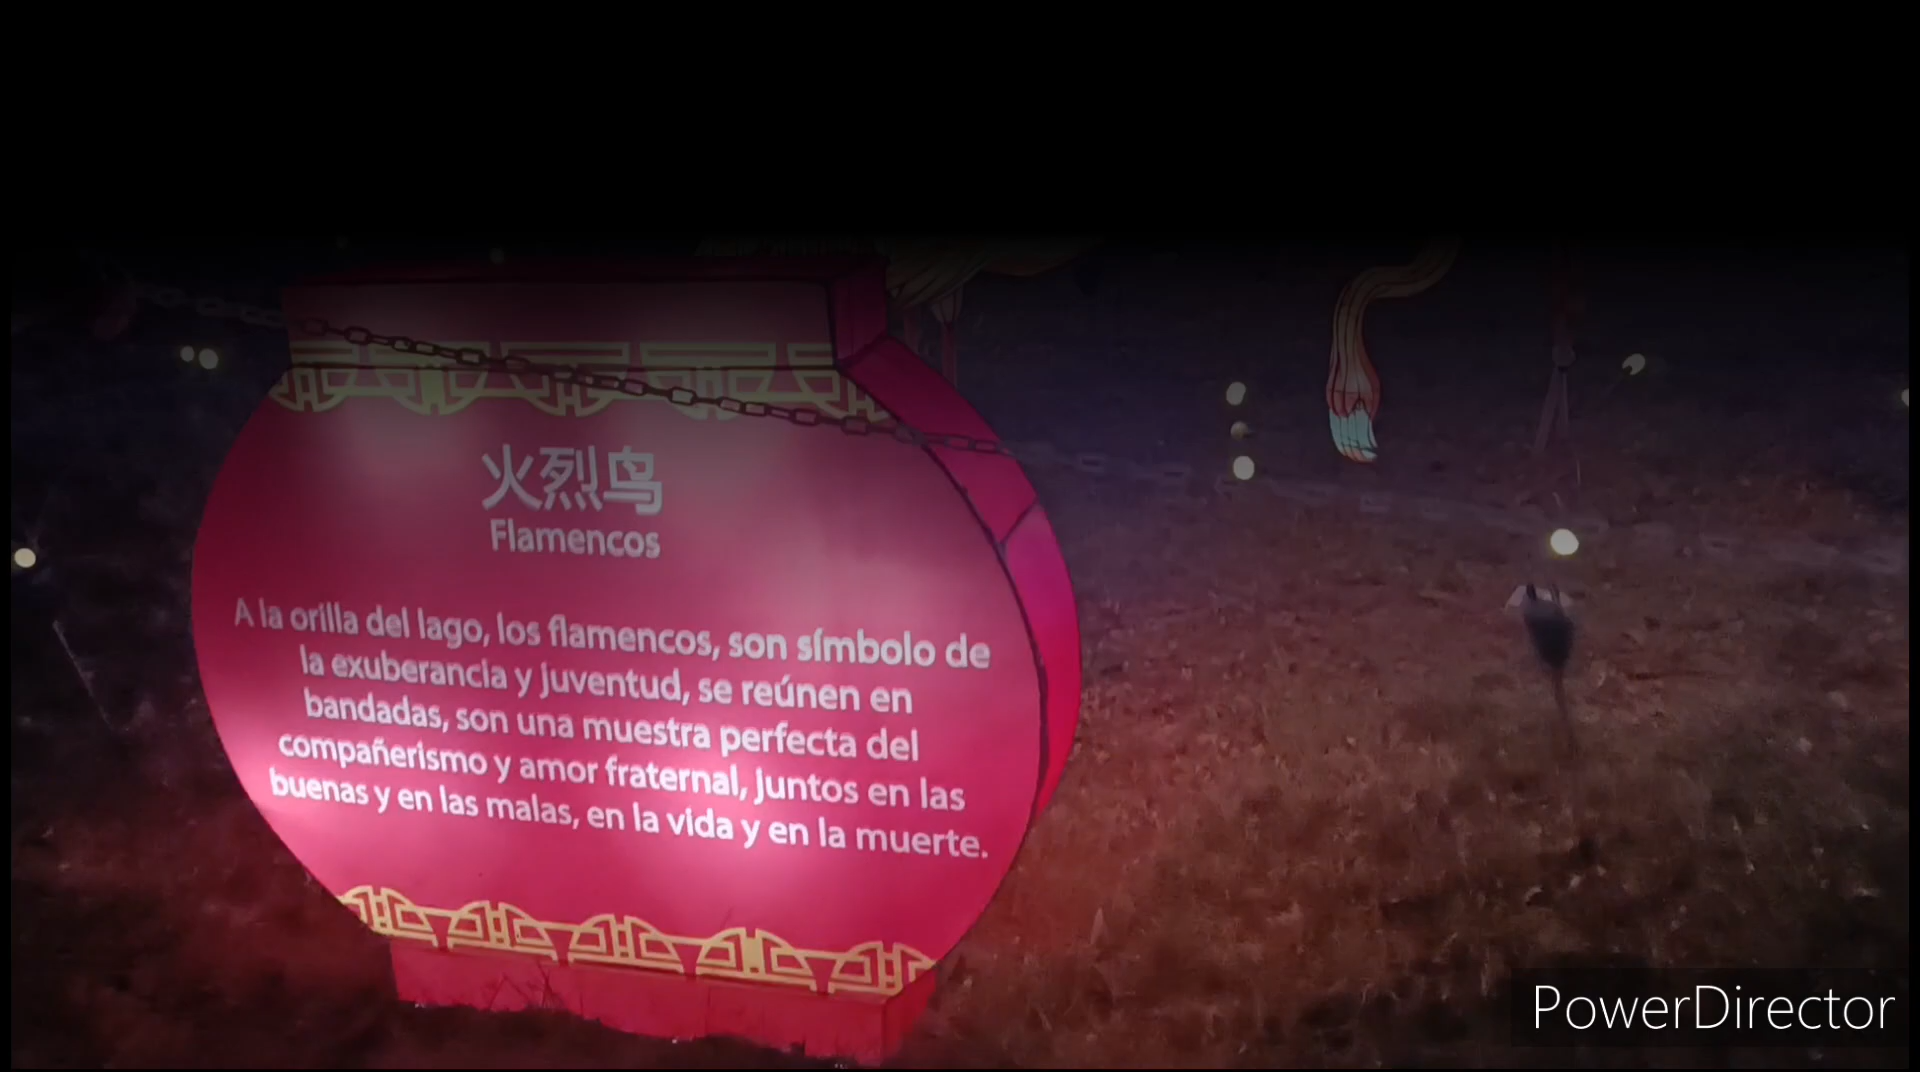 火烈鸟
Flamencos
A la orilla del lago, los flamencos, son símbolo de
la exuberancia y juventud, se reúnen en
bandadas, son una muestra perfecta del
compañerismo y amor fraternal, juntos en las
buenas y en las malas, en la vida y en la muerte.
PowerDirector